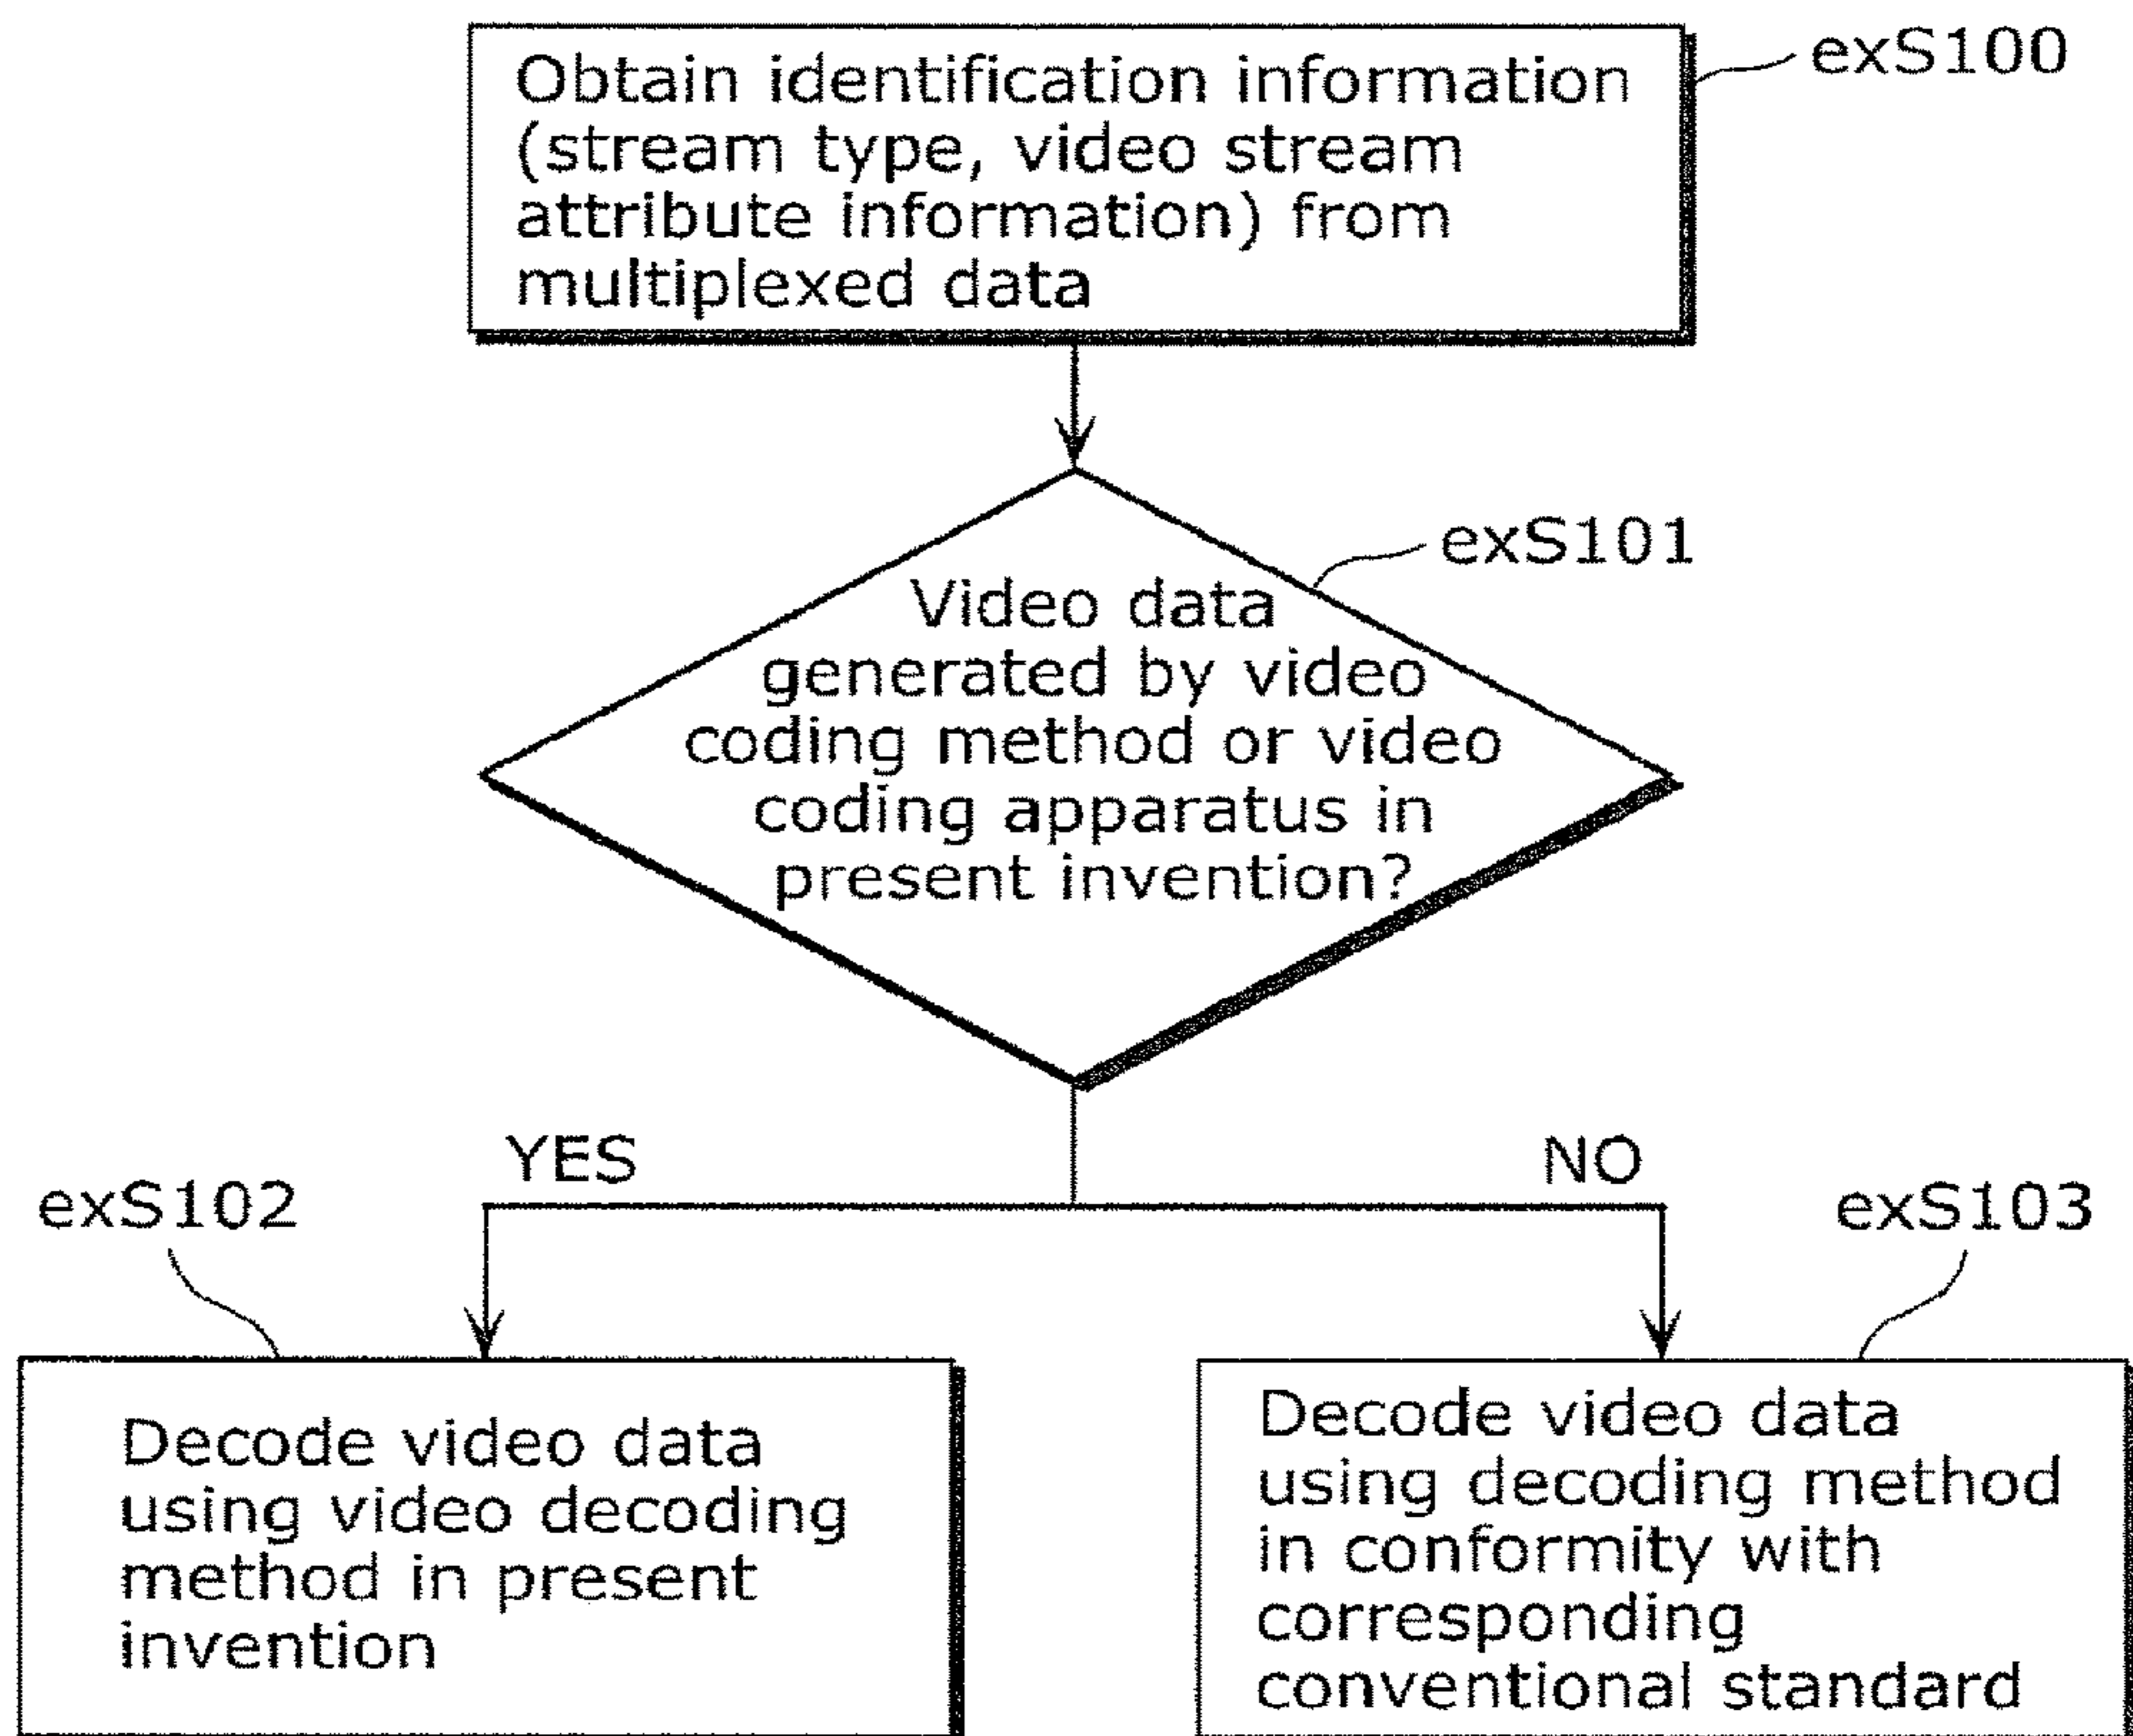 Obtain identification information
(stream type, video stream
attribute information) from
multiplexed data
exS100
exS101
Video data
generated by video
coding method or video
coding apparatus in
present invention?
YES
NO
exS102
exS103
Decode video data
using video decoding
method in present
invention
Decode video data
using decoding method
in conformity with
corresponding
conventional standard